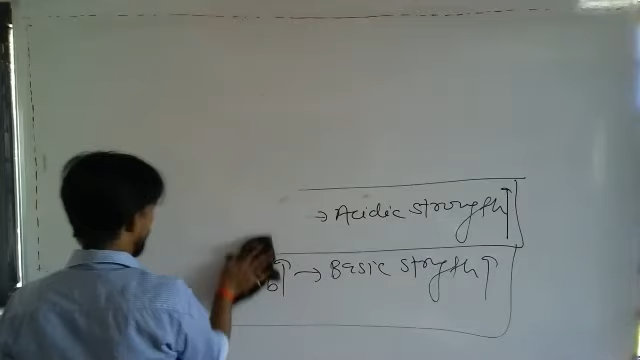 → Acidic strength ↑
b↑ → Basic strength ↑